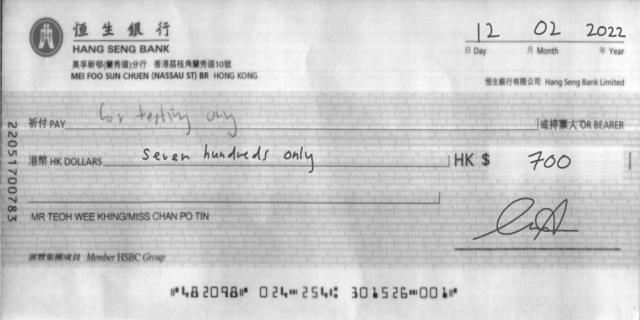 恒生銀行
HANG SENG BANK
美孚新邨(蘭秀道)分行 香港荔枝角蘭秀道10號
MEI FOO SUN CHUEN (NASSAU ST) BR HONG KONG
12 02 2022
日 Day 月 Month 年 Year
恒生銀行有限公司 Hang Seng Bank Limited
祈付 PAY for testing only 或持票人 OR BEARER
港幣 HK DOLLARS seven hundreds only HK $ 700
MR TEOH WEE KHING/MISS CHAN PO TIN
滙豐集團成員 Member HSBC Group
22051700783
⑈482098⑈ 024⑉254⑆ 301526⑉001⑈